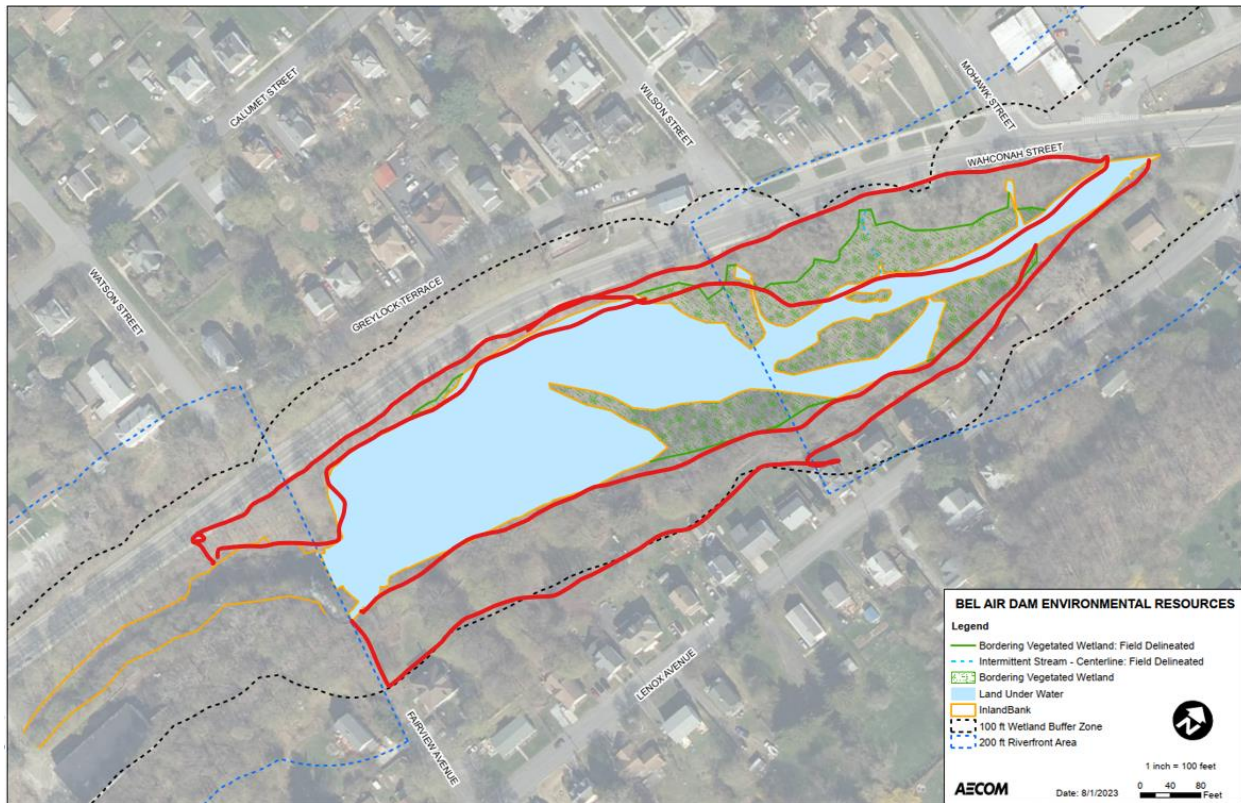 CALUMET STREET
WILSON STREET
MOHAWK STREET
WAHCONAH STREET
WATSON STREET
GREYLOCK TERRACE
LENOX AVENUE
FAIRVIEW AVENUE
BEL AIR DAM ENVIRONMENTAL RESOURCES
Legend
Bordering Vegetated Wetland: Field Delineated
Intermittent Stream - Centerline: Field Delineated
Bordering Vegetated Wetland
Land Under Water
InlandBank
100 ft Wetland Buffer Zone
200 ft Riverfront Area
N
1 inch = 100 feet
AECOM
Date: 8/1/2023
0 40 80
Feet